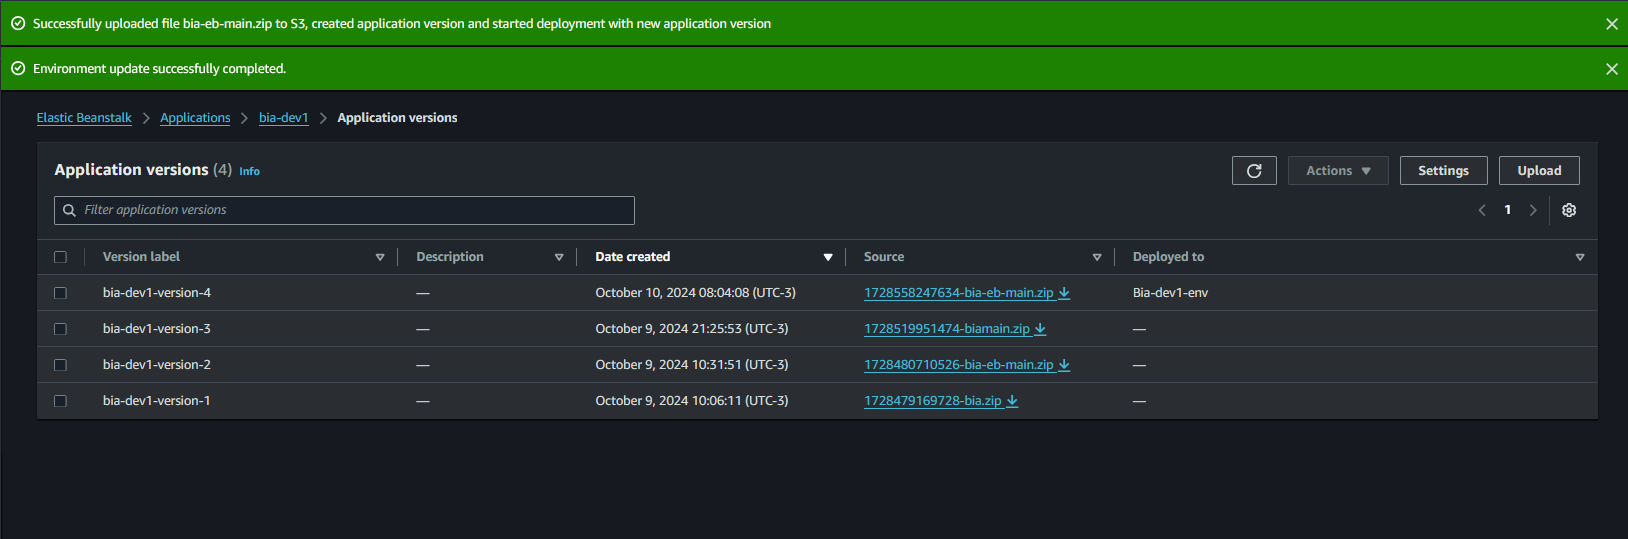 Successfully uploaded file bia-eb-main.zip to S3, created application version and started deployment with new application version
Environment update successfully completed.
Elastic Beanstalk > Applications > bia-dev1 > Application versions
Application versions (4) Info
Actions Settings Upload
Filter application versions
1
Version label Description Date created Source Deployed to
bia-dev1-version-4 — October 10, 2024 08:04:08 (UTC-3) 1728558247634-bia-eb-main.zip Bia-dev1-env
bia-dev1-version-3 — October 9, 2024 21:25:53 (UTC-3) 1728519951474-biamain.zip —
bia-dev1-version-2 — October 9, 2024 10:31:51 (UTC-3) 1728480710526-bia-eb-main.zip —
bia-dev1-version-1 — October 9, 2024 10:06:11 (UTC-3) 1728479169728-bia.zip —